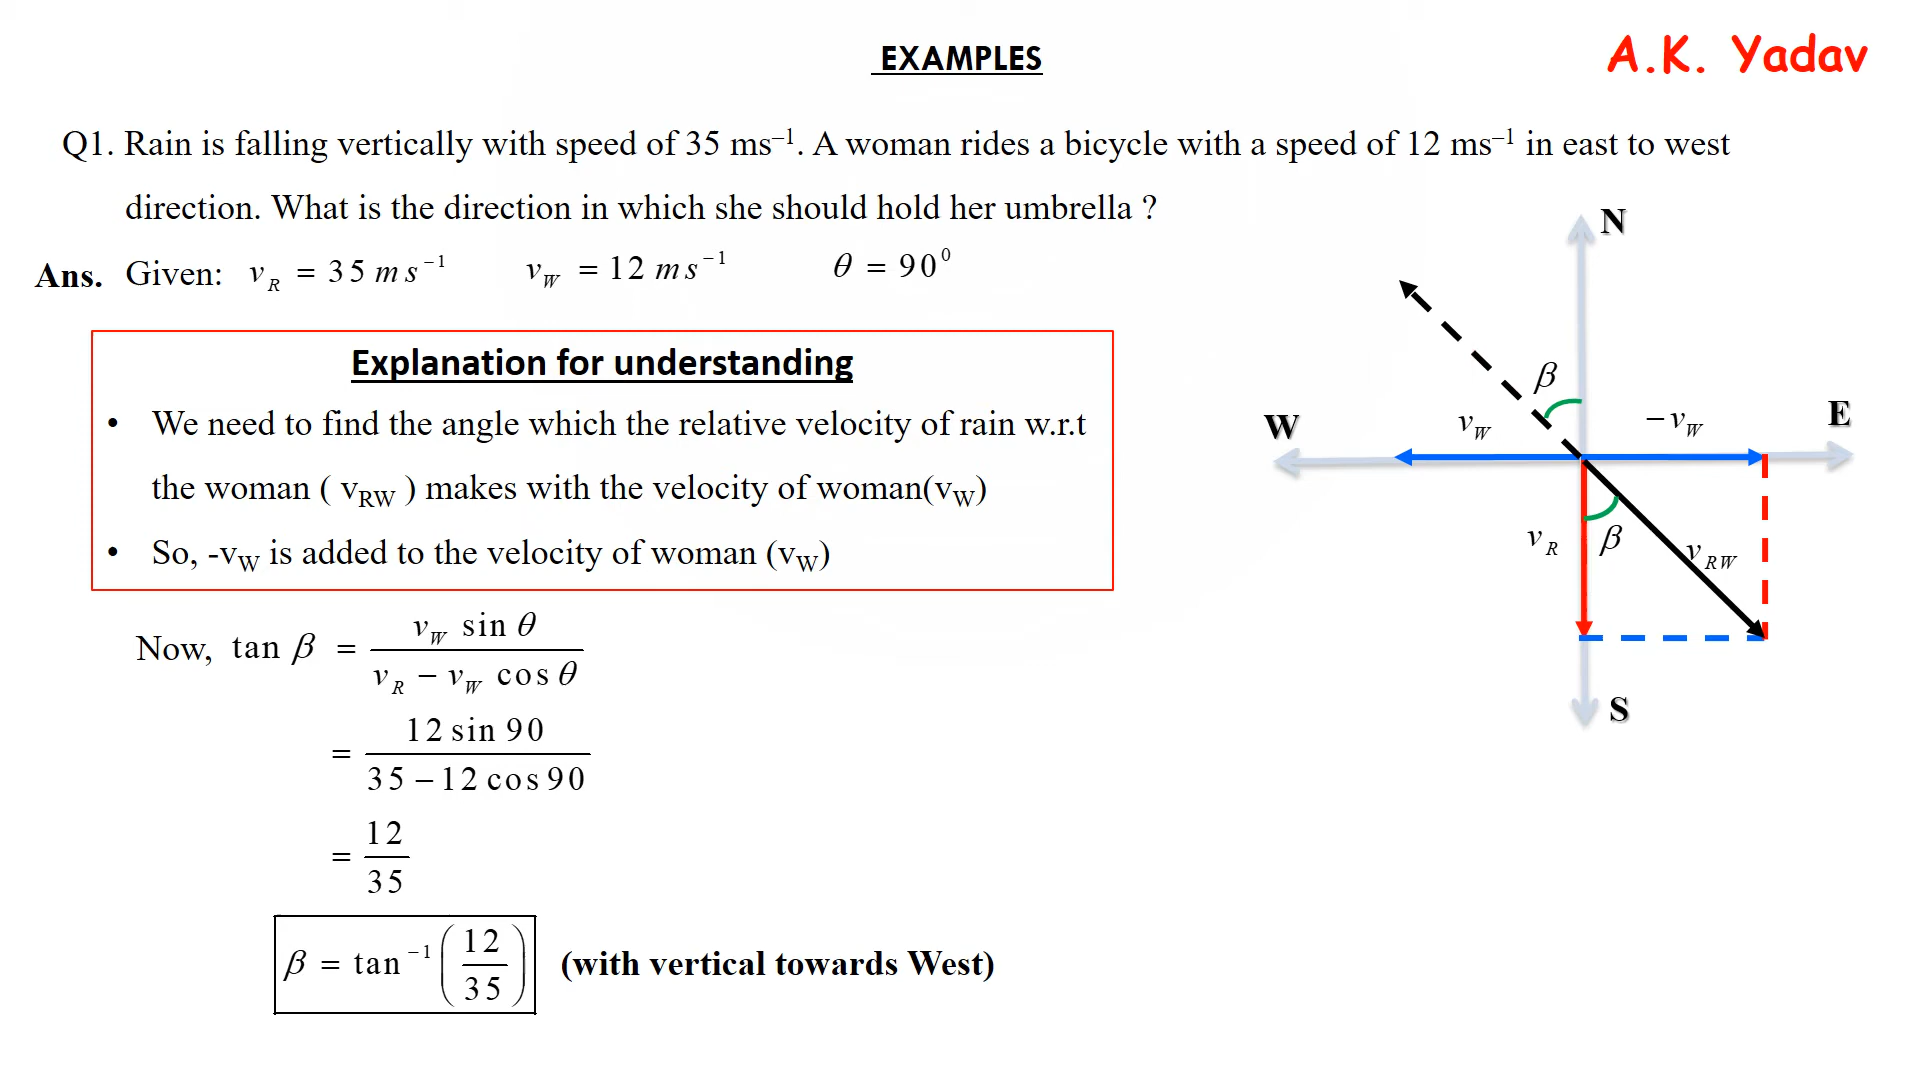 EXAMPLES
A.K. Yadav
Q1. Rain is falling vertically with speed of 35 ms⁻¹. A woman rides a bicycle with a speed of 12 ms⁻¹ in east to west
direction. What is the direction in which she should hold her umbrella ?
Ans. Given: v_R = 35 m s⁻¹ v_W = 12 m s⁻¹ θ = 90⁰
Explanation for understanding
• We need to find the angle which the relative velocity of rain w.r.t
the woman ( v_RW ) makes with the velocity of woman(v_W)
• So, -v_W is added to the velocity of woman (v_W)
Now, tan β = (v_W sin θ) / (v_R − v_W cos θ)
= (12 sin 90) / (35 − 12 cos 90)
= 12 / 35
β = tan⁻¹ (12 / 35) (with vertical towards West)
N
β
W
v_W
− v_W
E
v_R
β
v_RW
S